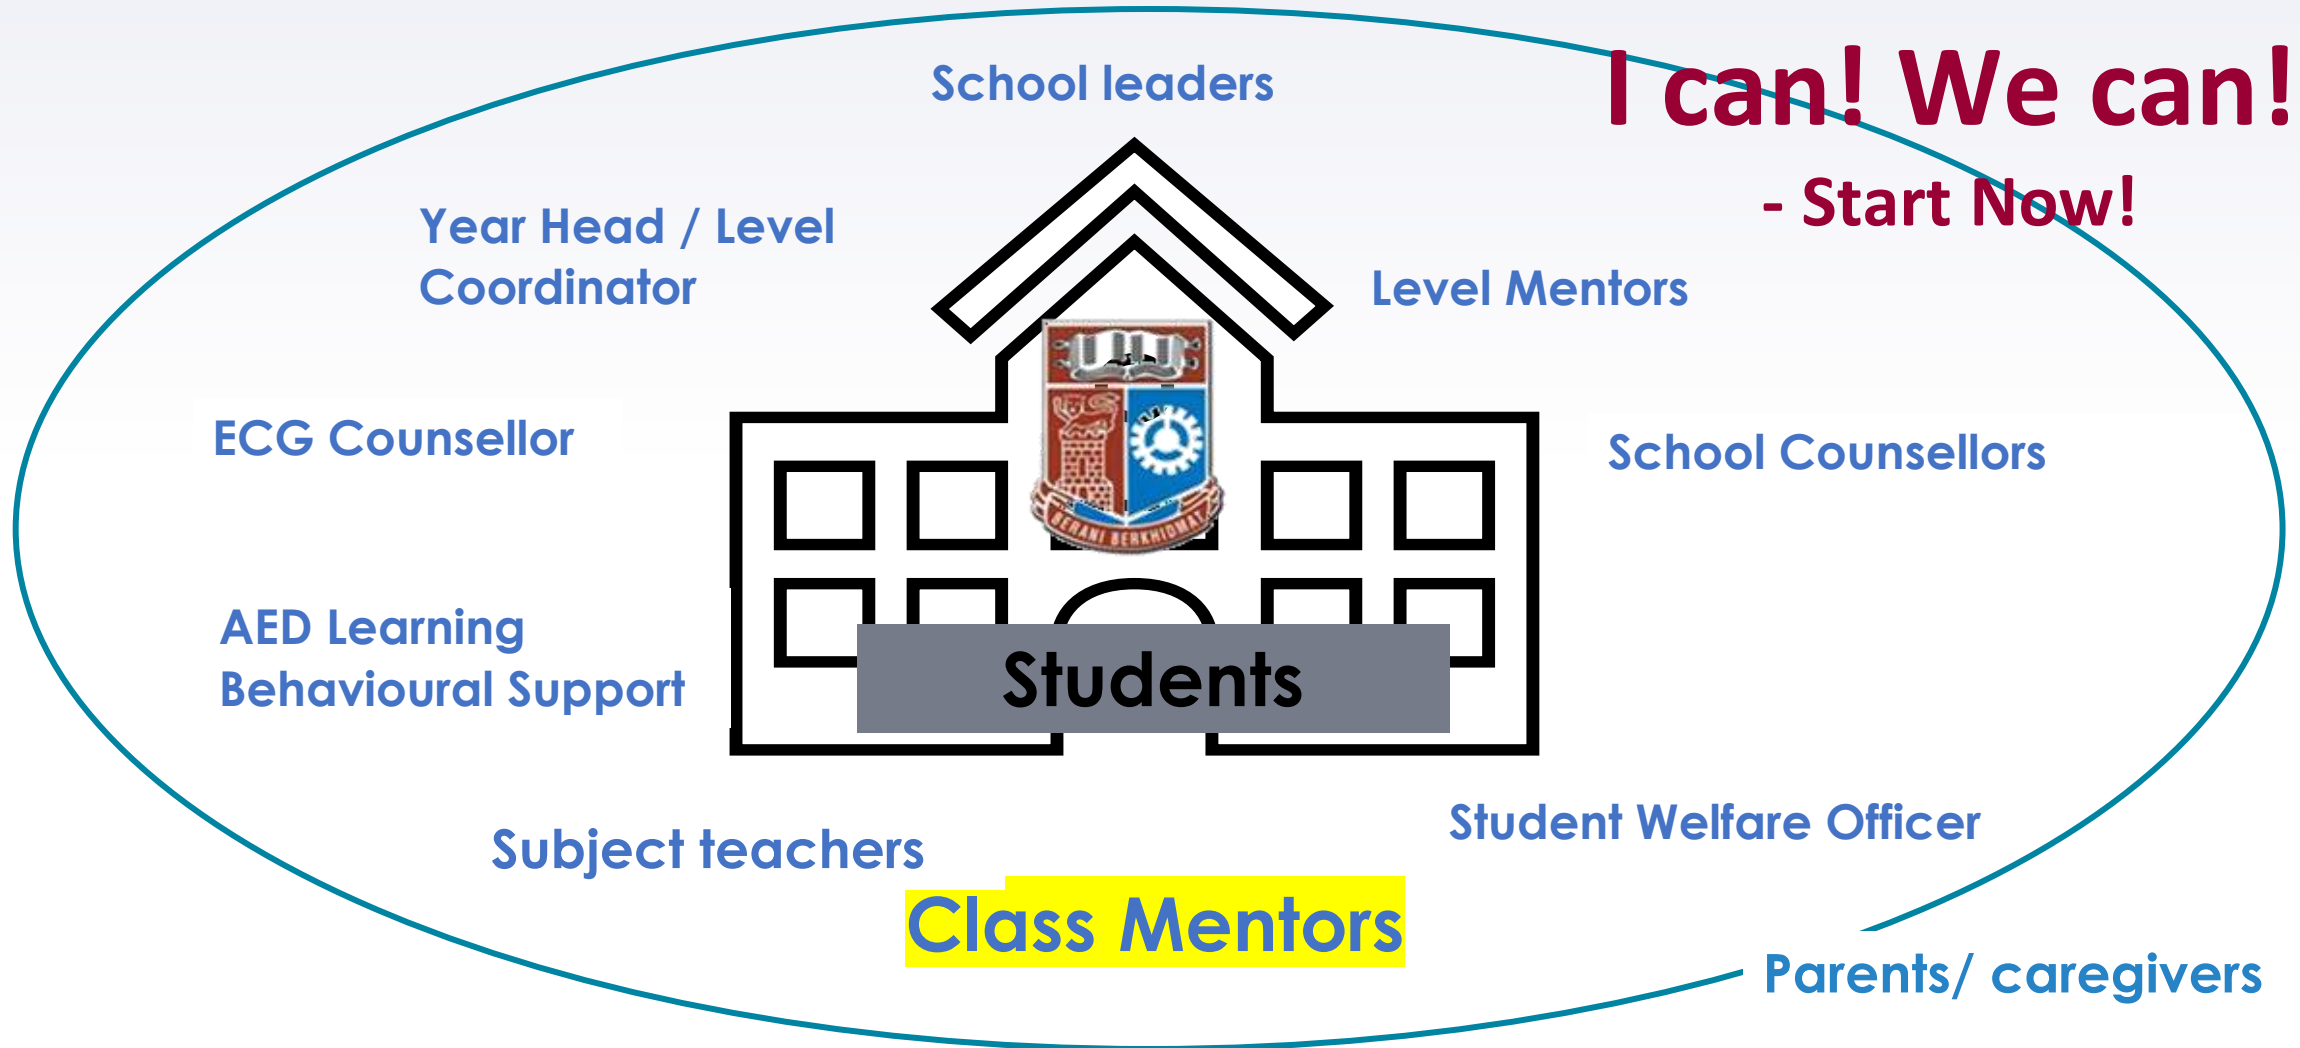 School leaders
I can! We can!
- Start Now!
Year Head / Level
Coordinator
Level Mentors
ECG Counsellor
School Counsellors
BERANI BERKHIDMAT
AED Learning
Behavioural Support
Students
Student Welfare Officer
Subject teachers
Class Mentors
Parents/ caregivers